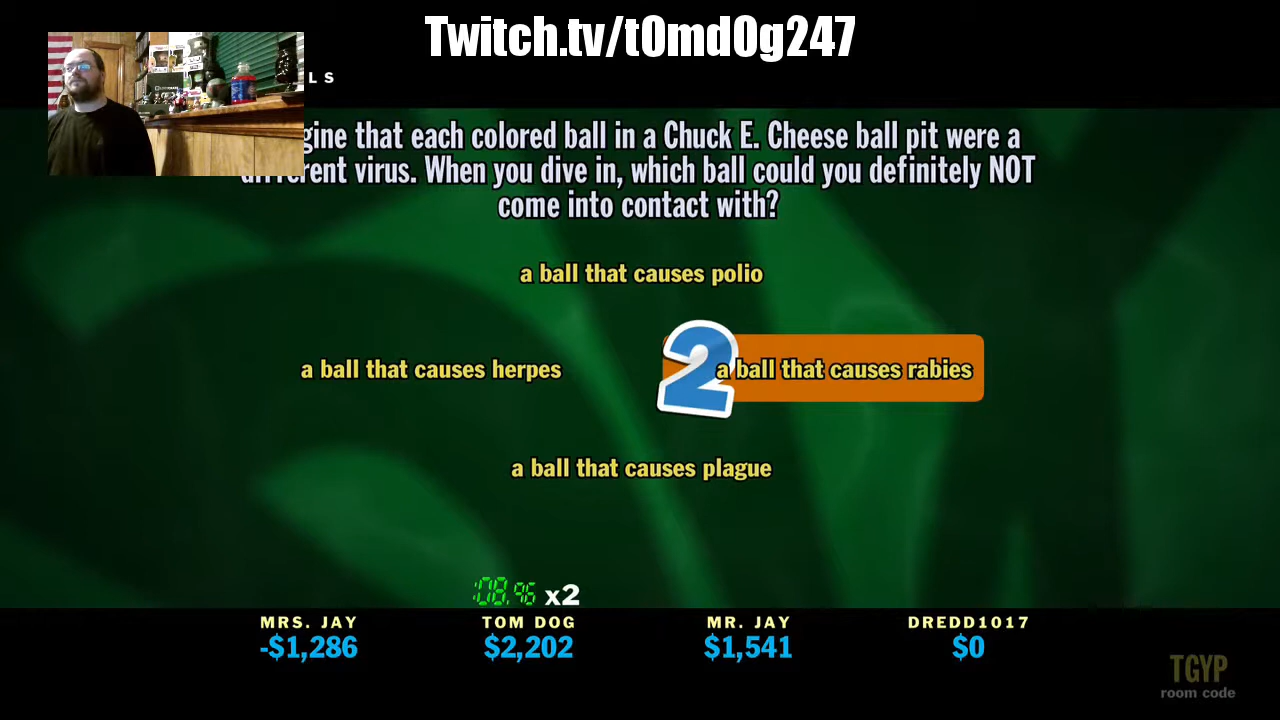 Twitch.tv/t0md0g247
LS
gine that each colored ball in a Chuck E. Cheese ball pit were a
different virus. When you dive in, which ball could you definitely NOT
come into contact with?
a ball that causes polio
a ball that causes herpes
2 a ball that causes rabies
a ball that causes plague
:08.96 x2
MRS. JAY TOM DOG MR. JAY DREDD1017
-$1,286 $2,202 $1,541 $0
TGYP
room code